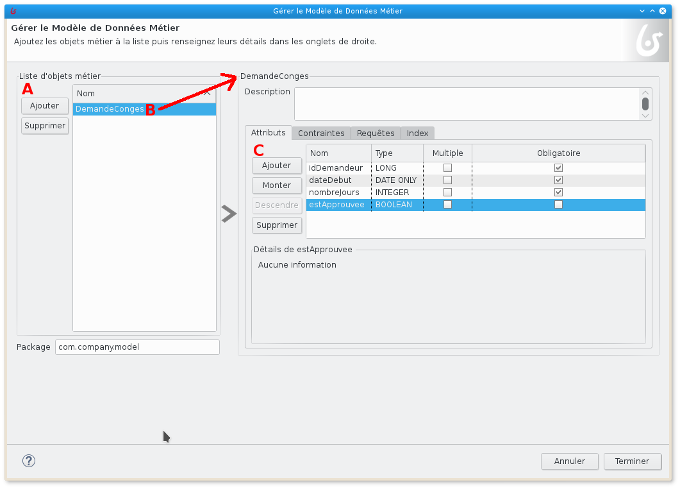 Gérer le Modèle de Données Métier
Gérer le Modèle de Données Métier
Ajoutez les objets métier à la liste puis renseignez leurs détails dans les onglets de droite.
Liste d'objets métier
A
Ajouter
Supprimer
Nom
DemandeConges B
Package com.company.model
DemandeConges
Description
Attributs Contraintes Requêtes Index
C
Ajouter
Monter
Descendre
Supprimer
Nom Type Multiple Obligatoire
idDemandeur LONG
dateDebut DATE ONLY
nombreJours INTEGER
estApprouvee BOOLEAN
Détails de estApprouvee
Aucune information
?
Annuler Terminer